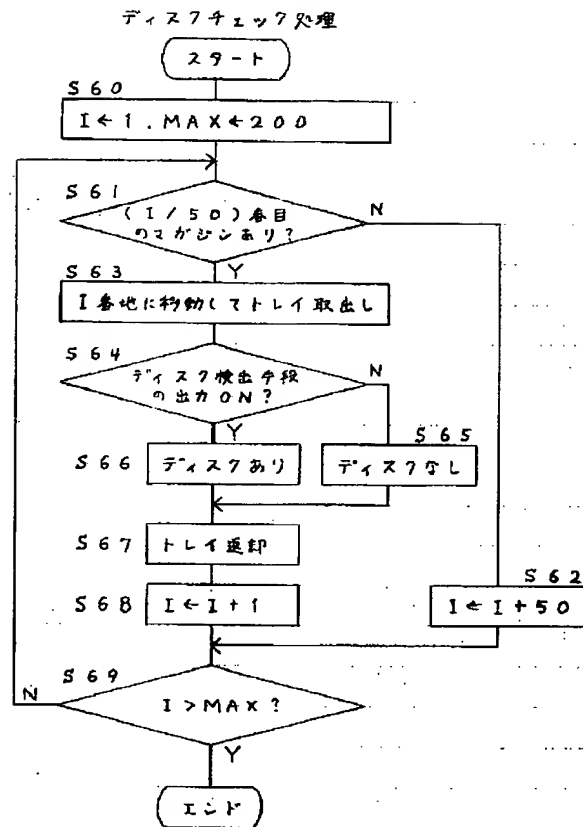 ディスクチェック処理
スタート
S60
I←1.MAX←200
S61
(I/50)番目
のマガジンあり?
N
Y
S63
I番地に移動してトレイ取出し
S64
ディスク検出手段
の出力ON?
N
Y
S65
S66
ディスクあり
ディスクなし
S67
トレイ返却
S62
S68
I←I+1
I←I+50
S69
N
I>MAX?
Y
エンド